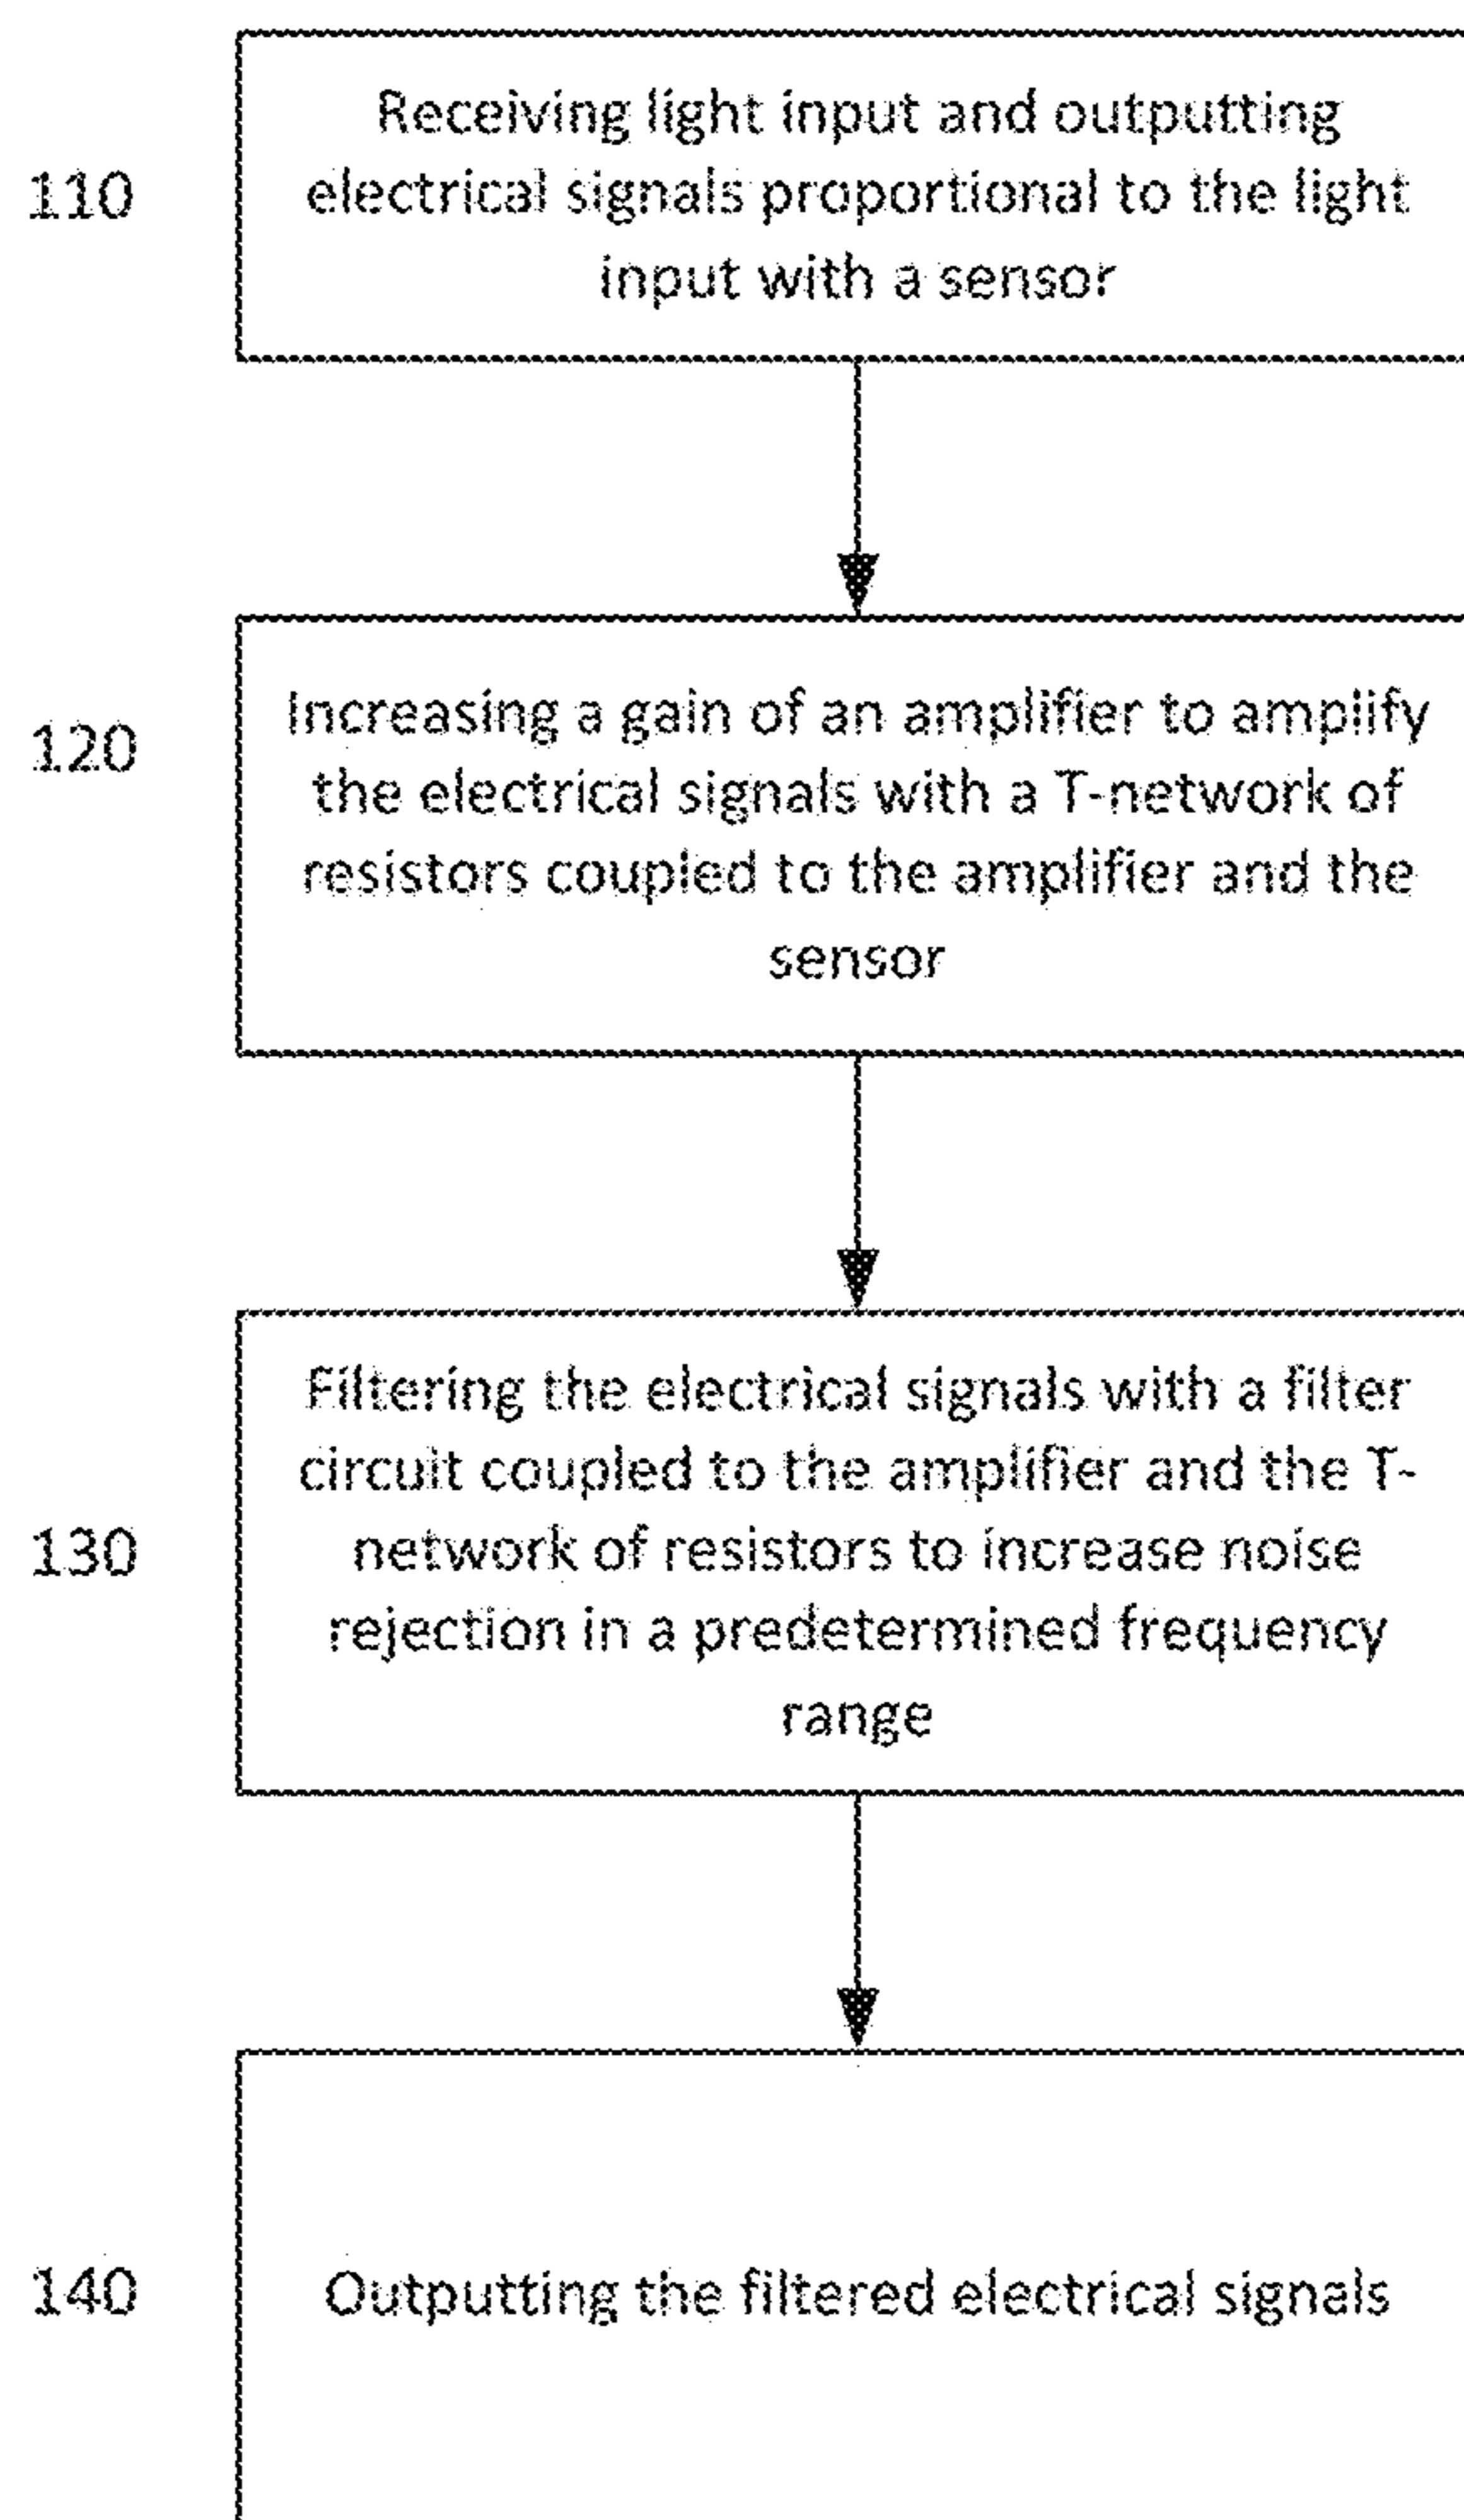 Receiving light input and outputting
110
electrical signals proportional to the light
input with a sensor
Increasing a gain of an amplifier to amplify
120
the electrical signals with a T-network of
resistors coupled to the amplifier and the
sensor
Filtering the electrical signals with a filter
circuit coupled to the amplifier and the T-
130
network of resistors to increase noise
rejection in a predetermined frequency
range
140
Outputting the filtered electrical signals